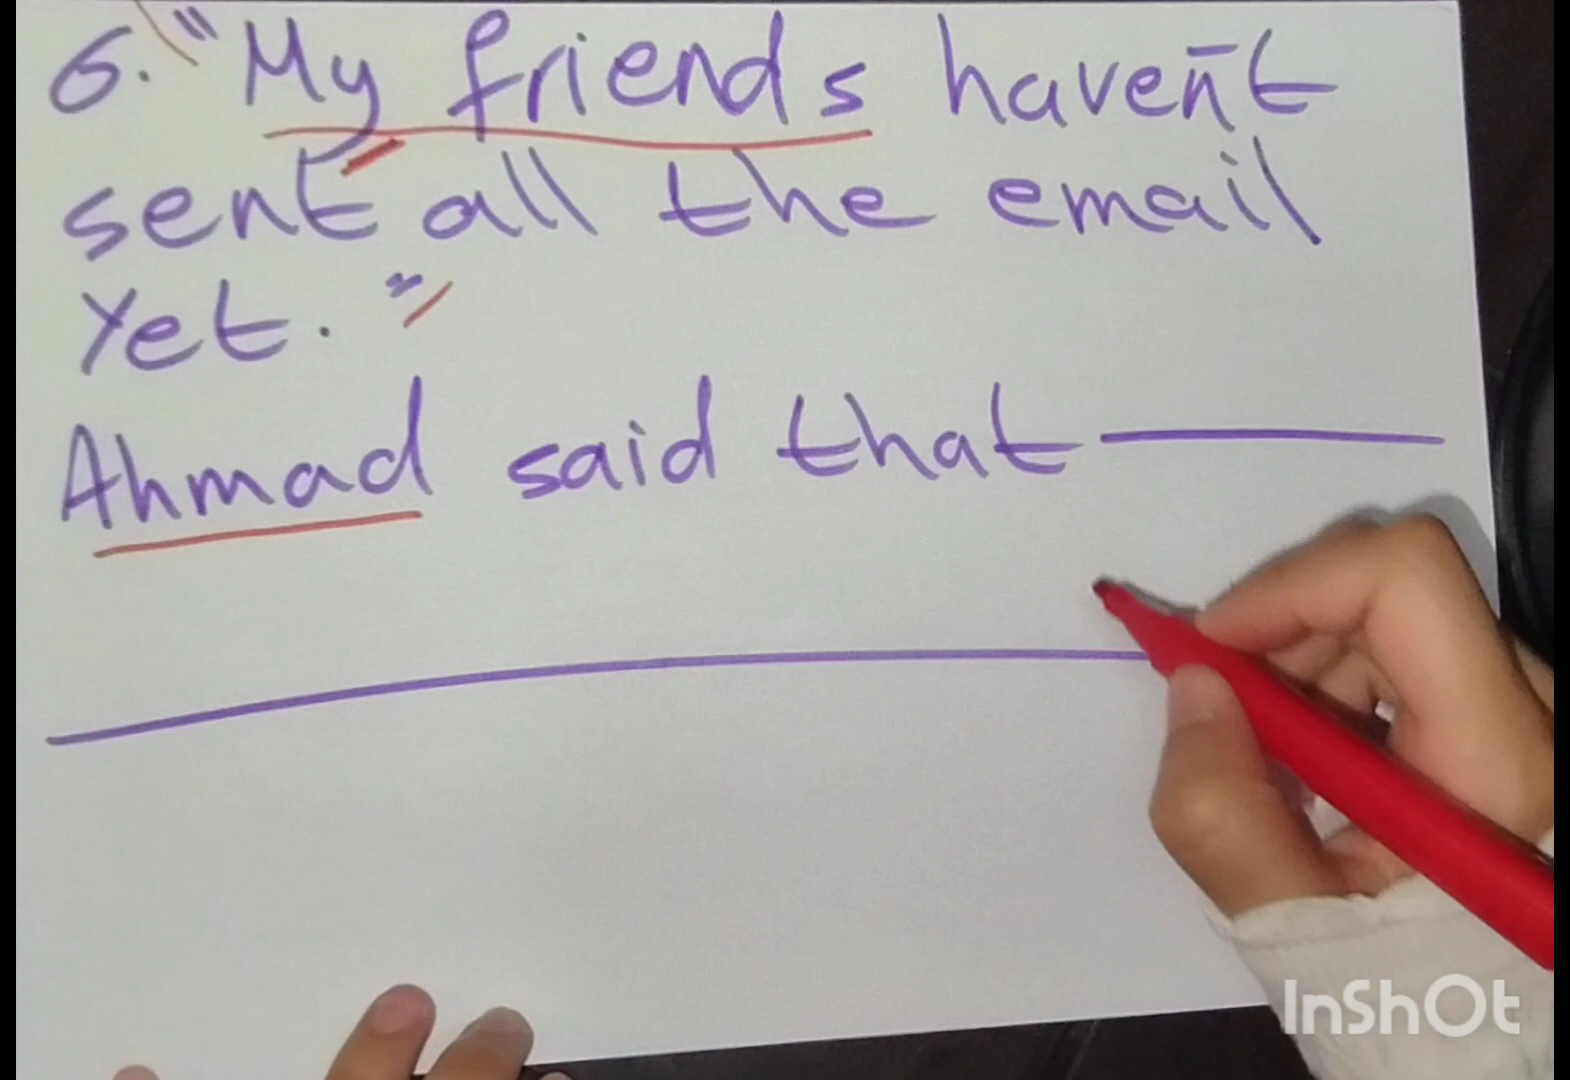 6. "My friends haven't
sent all the email
Yet. "
Ahmad said that
InShOt